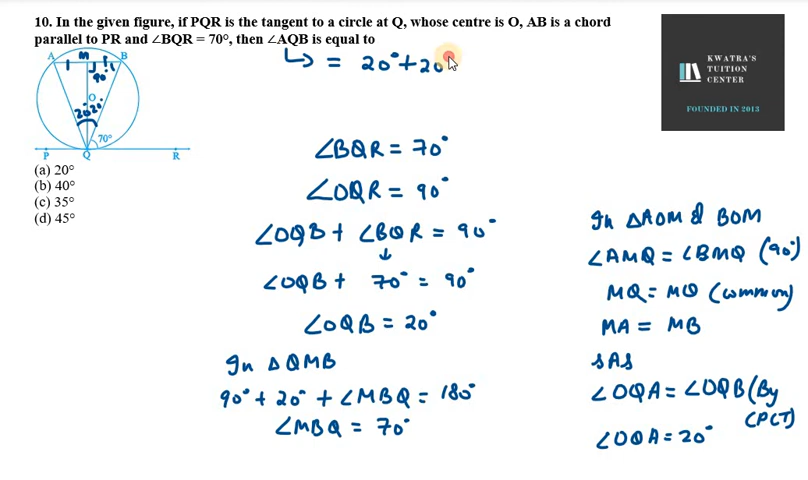 10. In the given figure, if PQR is the tangent to a circle at Q, whose centre is O, AB is a chord
parallel to PR and ∠BQR = 70°, then ∠AQB is equal to
↳ = 20° + 20
A M B
90°
O
20° 20°
70°
P Q R
(a) 20°
(b) 40°
(c) 35°
(d) 45°
∠BQR = 70°
∠OQR = 90°
∠OQB + ∠BQR = 90°
↓
∠OQB + 70° = 90°
∠OQB = 20°
In ΔQMB
90° + 20° + ∠MBQ = 180°
∠MBQ = 70°
In ΔAOM & BOM
∠AMQ = ∠BMQ (90°)
MQ = MQ (common)
MA = MB
SAS
∠OQA = ∠OQB (By
CPCT)
∠OQA = 20°
KWATRA'S
TUITION
CENTER
FOUNDED IN 2013